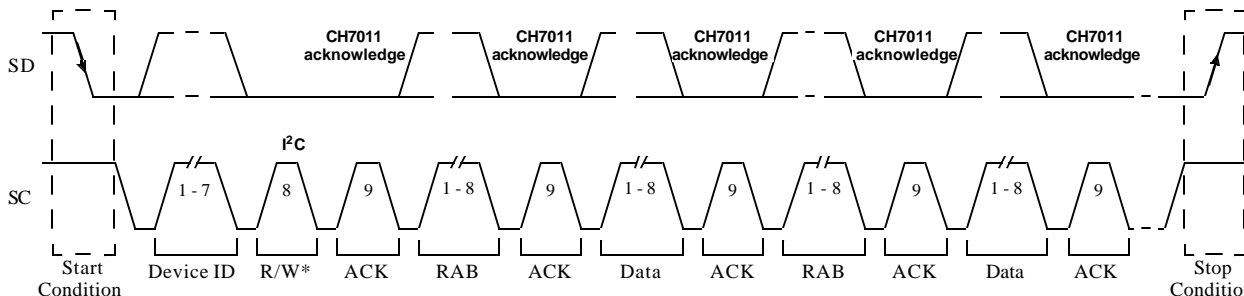 CH7011 acknowledge
CH7011 acknowledge
CH7011 acknowledge
CH7011 acknowledge
CH7011 acknowledge
SD
I²C
SC
1 - 7
8
9
1 - 8
9
1 - 8
9
1 - 8
9
1 - 8
9
Start Condition
Device ID
R/W*
ACK
RAB
ACK
Data
ACK
RAB
ACK
Data
ACK
Stop Condition